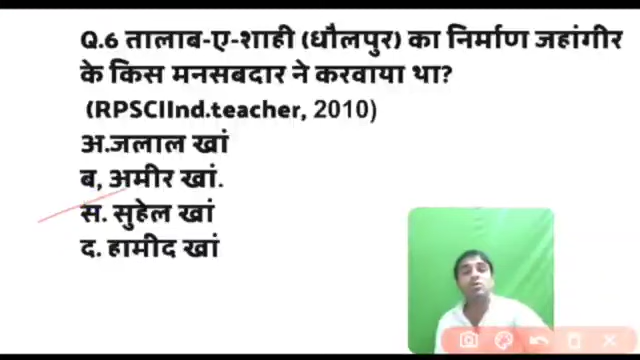 Q.6 तालाब-ए-शाही (धौलपुर) का निर्माण जहांगीर
के किस मनसबदार ने करवाया था?
(RPSCIInd.teacher, 2010)
अ.जलाल खां
ब, अमीर खां.
स. सुहेल खां
द. हामीद खां